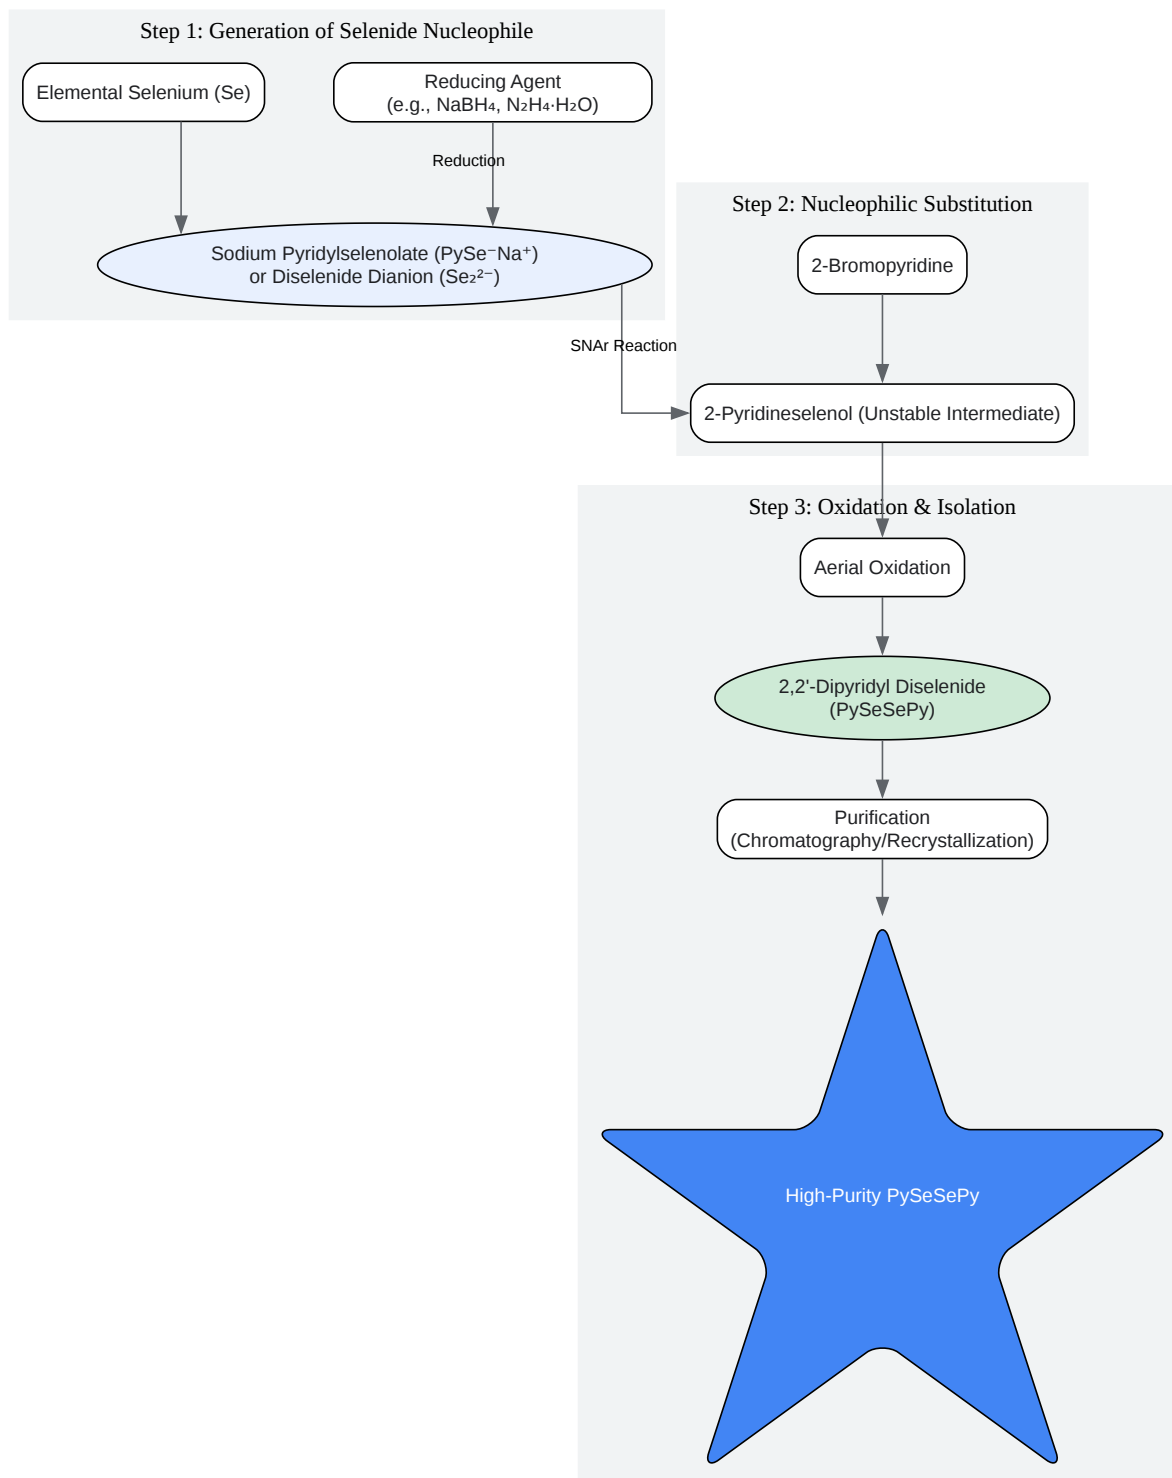 Step 1: Generation of Selenide Nucleophile
Elemental Selenium (Se)
Reducing Agent
(e.g., NaBH₄, N₂H₄·H₂O)
Reduction
Sodium Pyridylselenolate (PySe⁻Na⁺)
or Diselenide Dianion (Se₂²⁻)
SNAr Reaction
Step 2: Nucleophilic Substitution
2-Bromopyridine
2-Pyridineselenol (Unstable Intermediate)
Step 3: Oxidation & Isolation
Aerial Oxidation
2,2'-Dipyridyl Diselenide
(PySeSePy)
Purification
(Chromatography/Recrystallization)
High-Purity PySeSePy